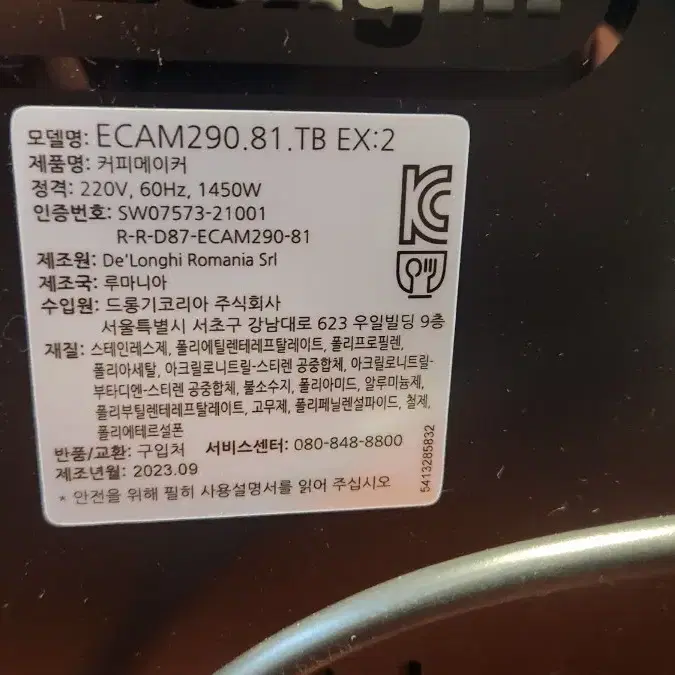 모델명: ECAM290.81.TB EX:2
제품명: 커피메이커
정격: 220V, 60Hz, 1450W
인증번호: SW07573-21001
R-R-D87-ECAM290-81
제조원: De'Longhi Romania Srl
제조국: 루마니아
수입원: 드롱기코리아 주식회사
서울특별시 서초구 강남대로 623 우일빌딩 9층
재질: 스테인레스제, 폴리에틸렌테레프탈레이트, 폴리프로필렌,
폴리아세탈, 아크릴로니트릴-스티렌 공중합체, 아크릴로니트릴-
부타디엔-스티렌 공중합체, 불소수지, 폴리아미드, 알루미늄제,
폴리부틸렌테레프탈레이트, 고무제, 폴리페닐렌설파이드, 철제,
폴리에테르설폰
반품/교환: 구입처 서비스센터: 080-848-8800
제조년월: 2023.09
* 안전을 위해 필히 사용설명서를 읽어 주십시오
5413285832